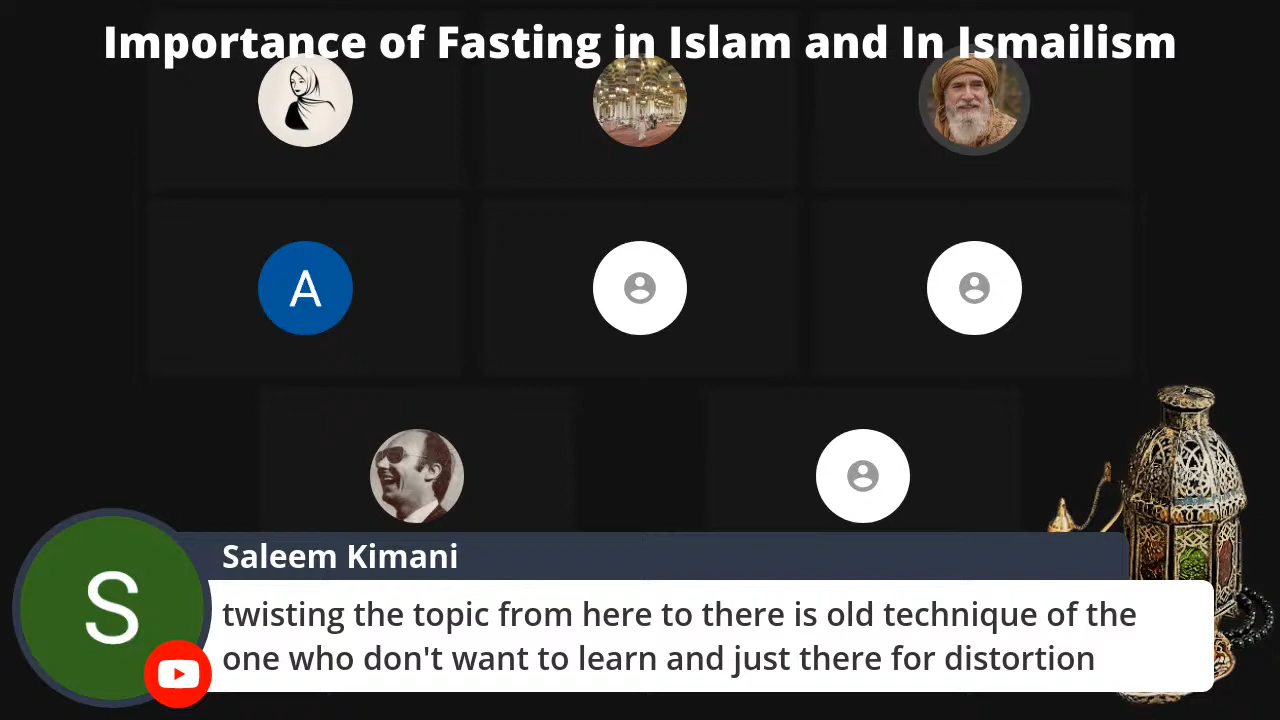 Importance of Fasting in Islam and In Ismailism
A
Saleem Kimani
S
twisting the topic from here to there is old technique of the
one who don't want to learn and just there for distortion